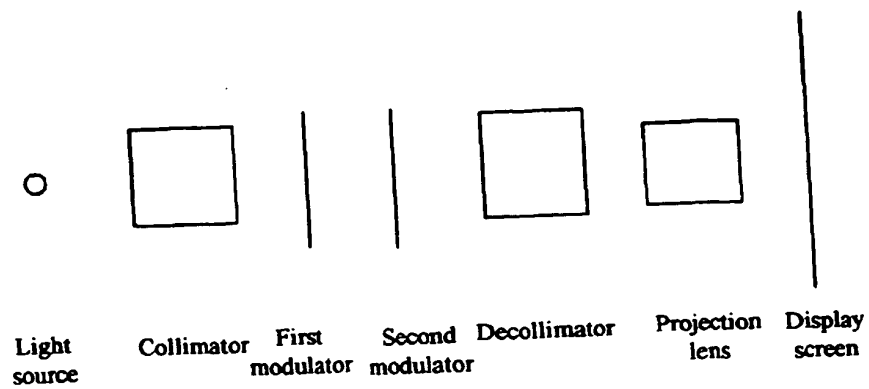 Light
source
Collimator
First
modulator
Second
modulator
Decollimator
Projection
lens
Display
screen